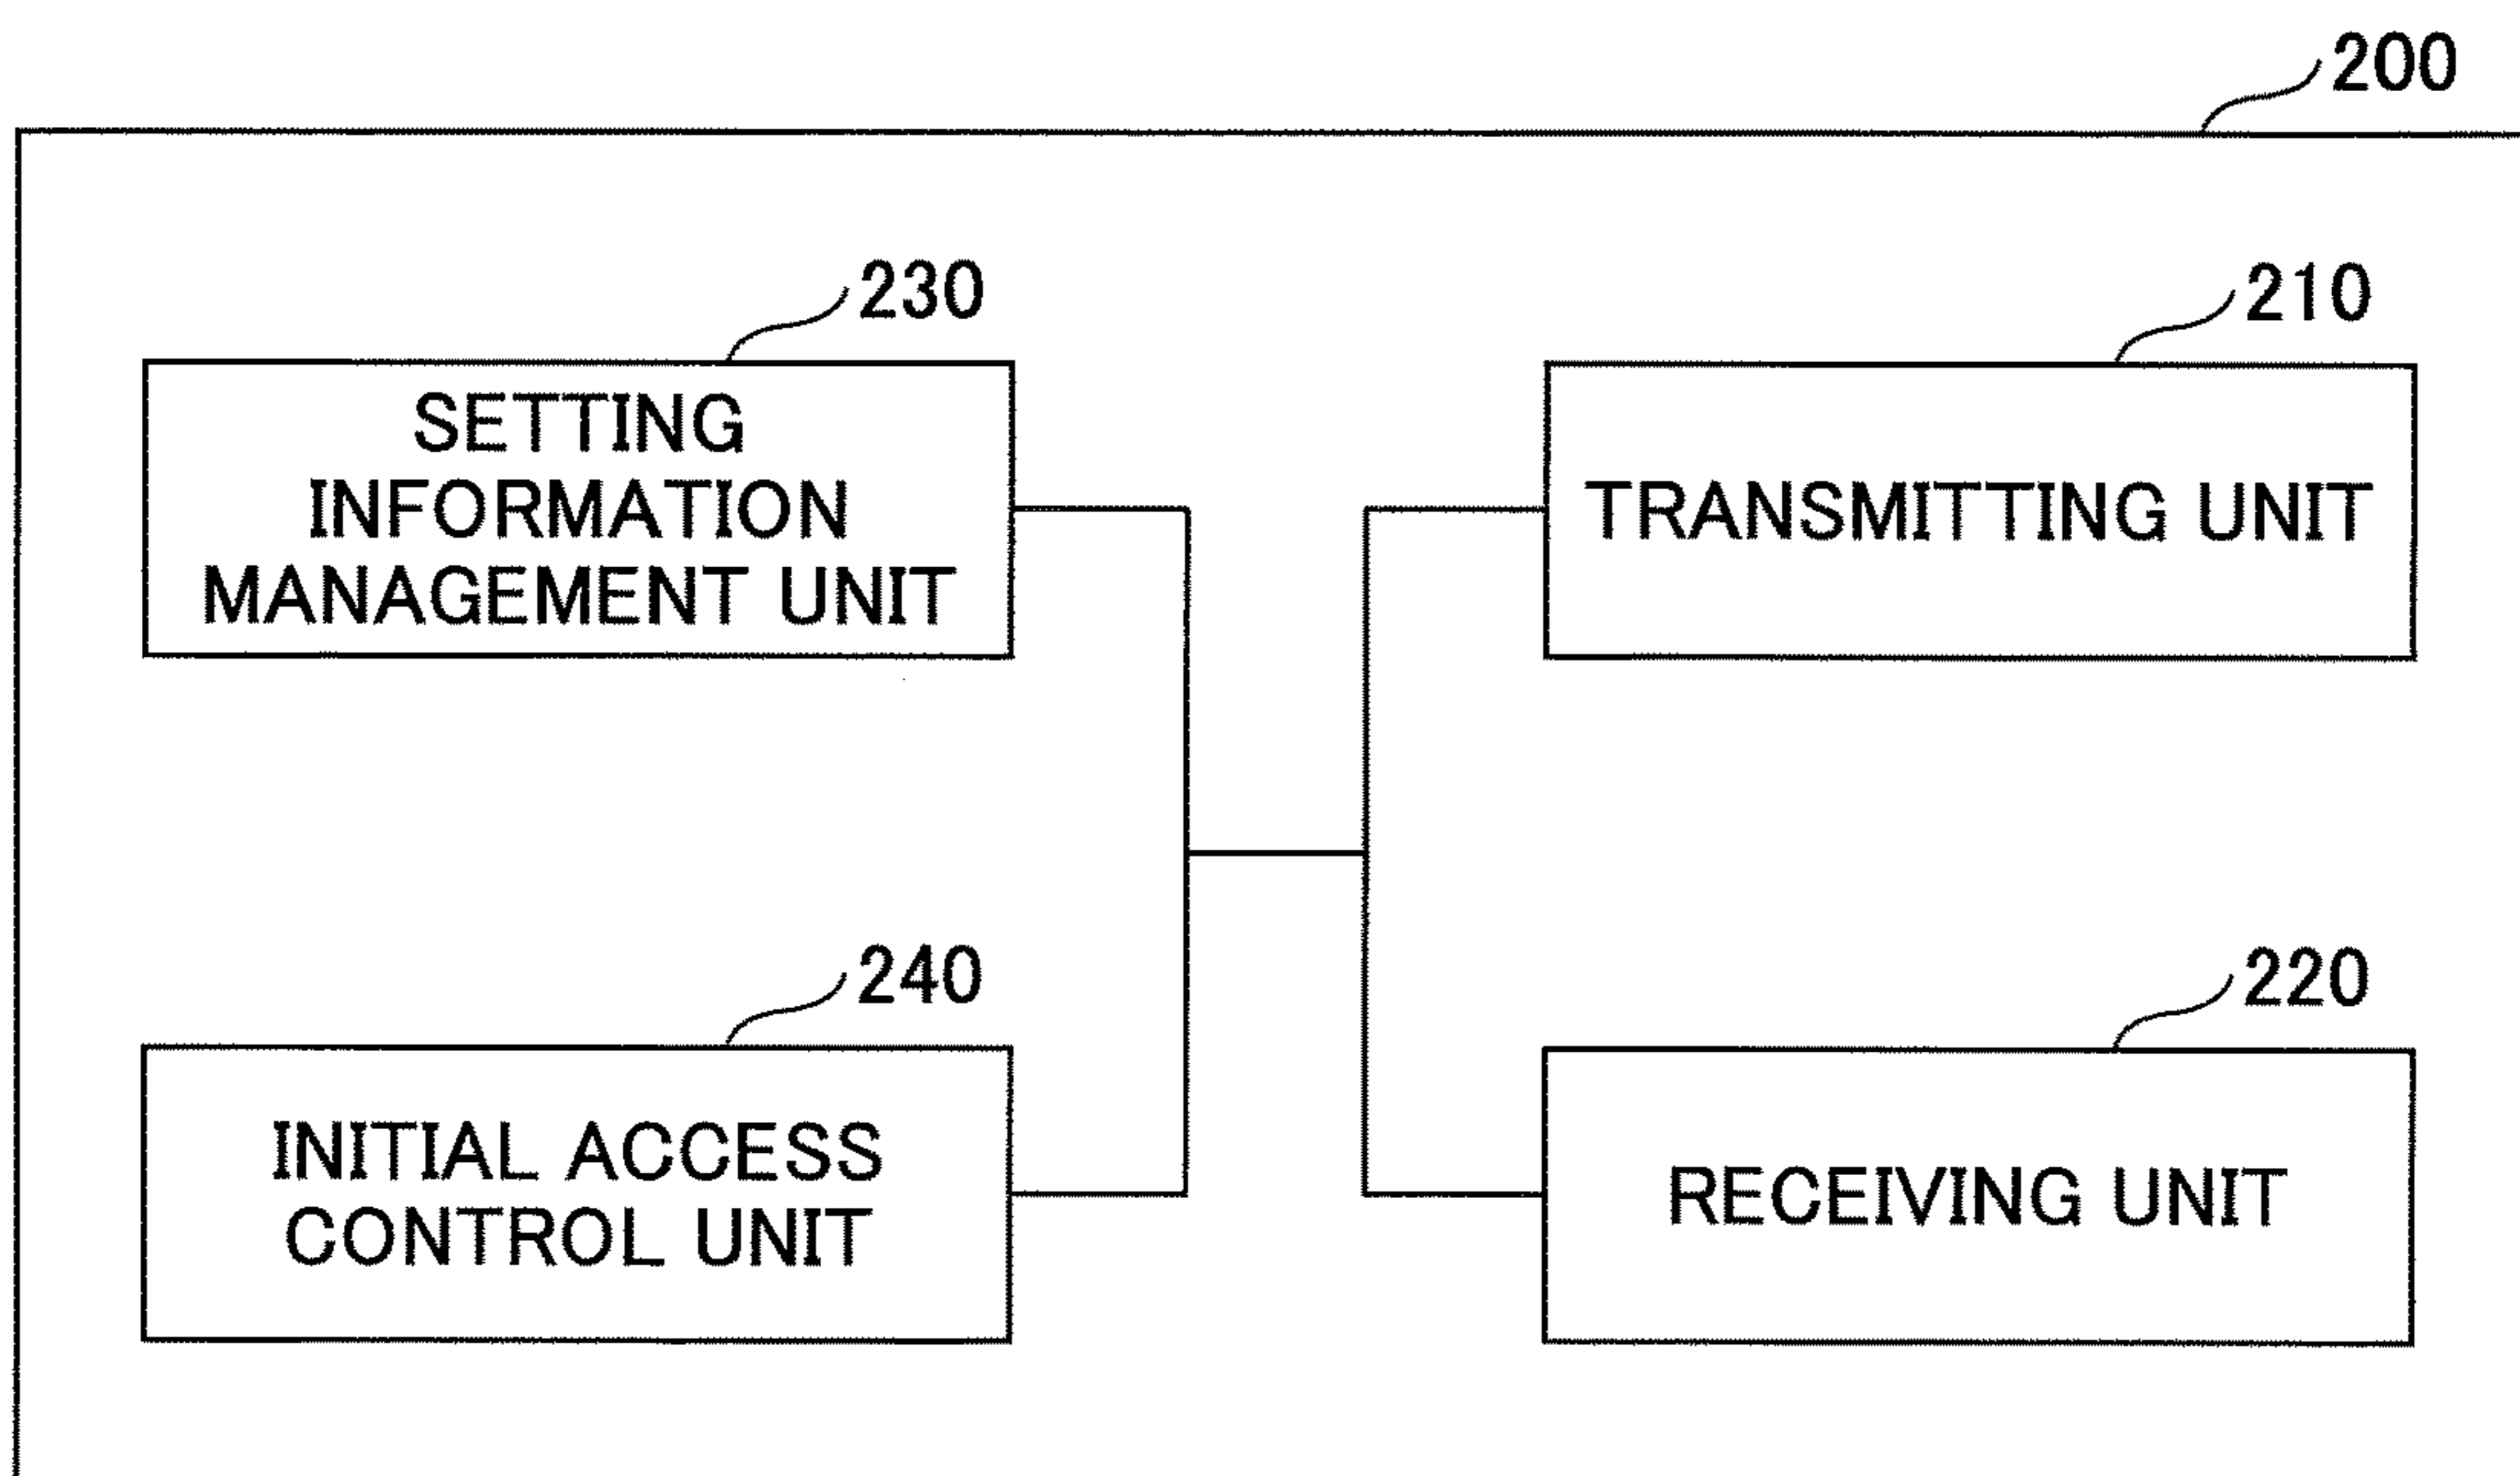 200
230
SETTING
INFORMATION
MANAGEMENT UNIT
210
TRANSMITTING UNIT
240
INITIAL ACCESS
CONTROL UNIT
220
RECEIVING UNIT